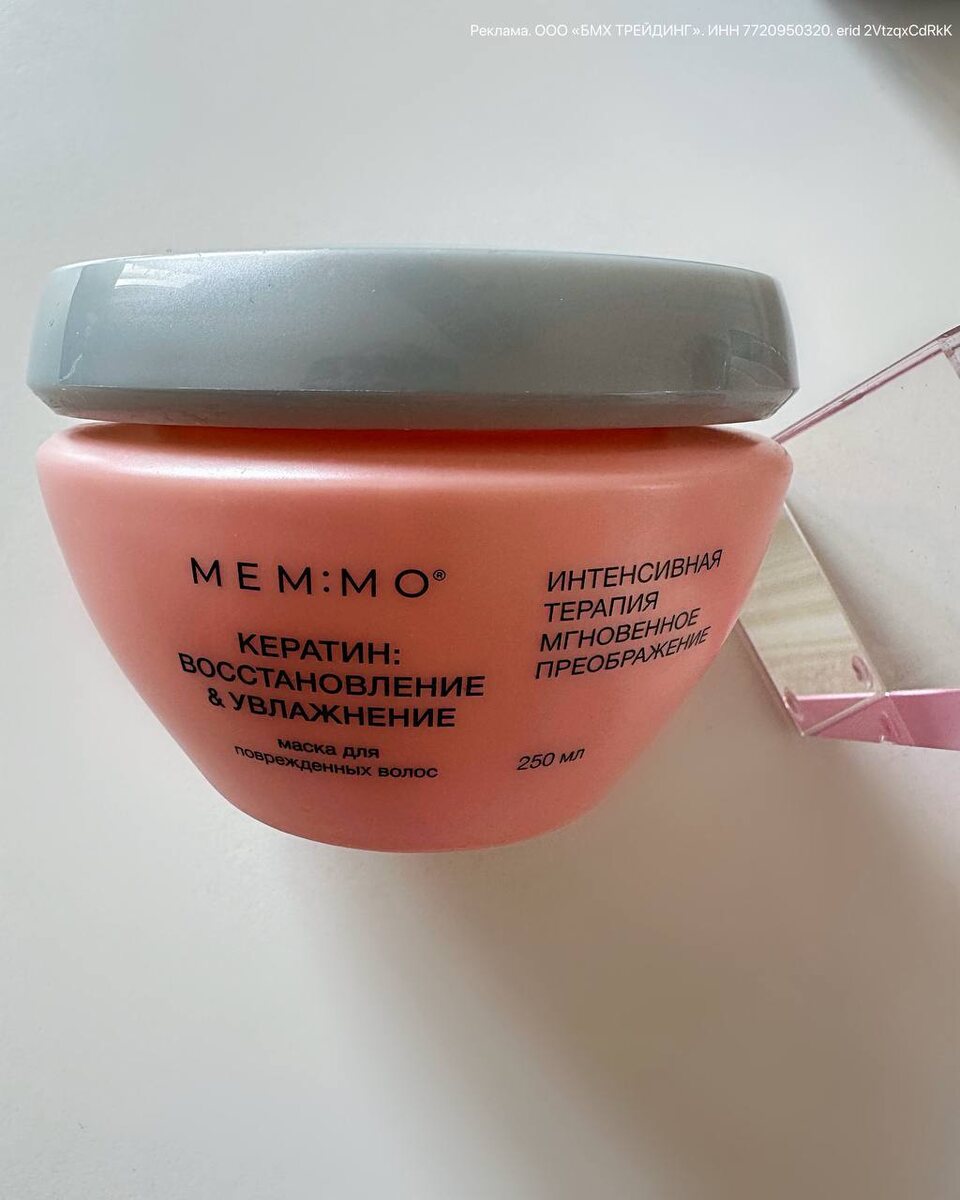 Реклама. ООО «БМХ ТРЕЙДИНГ». ИНН 7720950320. erid 2VtzqxCdRkK
MEM:MO®
КЕРАТИН:
ВОССТАНОВЛЕНИЕ
& УВЛАЖНЕНИЕ
маска для
поврежденных волос
ИНТЕНСИВНАЯ
ТЕРАПИЯ
МГНОВЕННОЕ
ПРЕОБРАЖЕНИЕ
250 мл